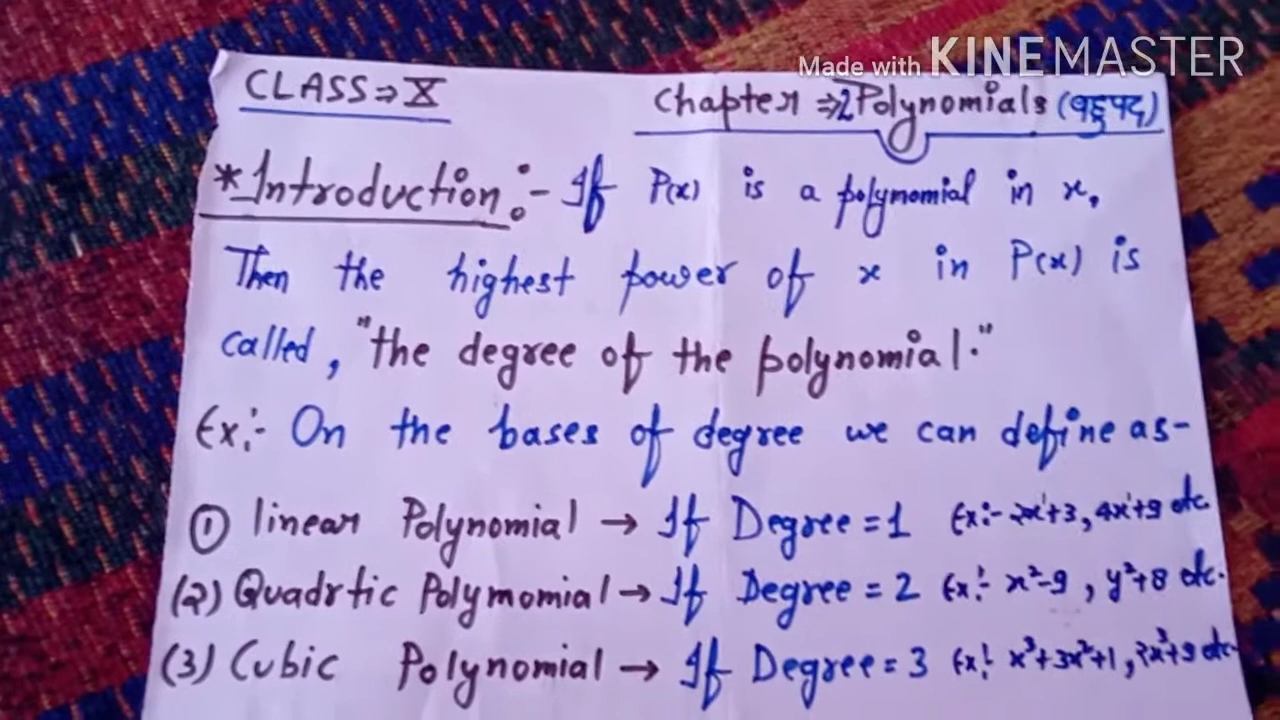 Made with KINEMASTER
CLASS ⇒ X
Chapter ⇒ 2 Polynomials (बहुपद)
*Introduction :- If P(x) is a polynomial in x,
Then the highest power of x in P(x) is
called, "the degree of the polynomial."
Ex:- On the bases of degree we can define as-
① linear Polynomial → If Degree = 1 Ex:- 2x¹+3, 4x¹+9 etc.
(2) Quadrtic Polymomial → If Degree = 2 Ex:- x²-9, y²+8 etc.
(3) Cubic Polynomial → If Degree = 3 Ex: x³+3x²+1, 7x³+9 etc